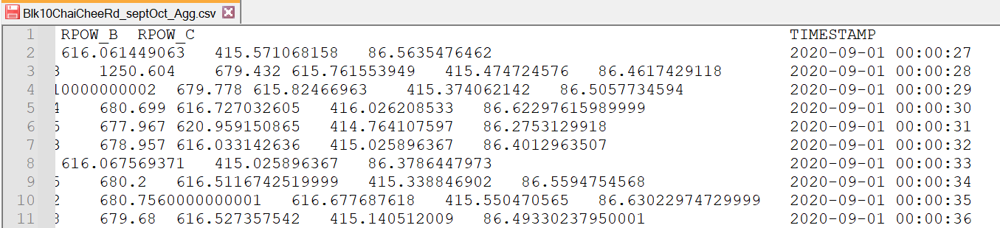 Blk10ChaiCheeRd_septOct_Agg.csv
1 RPOW_B RPOW_C TIMESTAMP
2 616.061449063 415.571068158 86.5635476462 2020-09-01 00:00:27
3 3 1250.604 679.432 615.761553949 415.474724576 86.4617429118 2020-09-01 00:00:28
4 10000000002 679.778 615.82466963 415.374062142 86.5057734594 2020-09-01 00:00:29
5 4 680.699 616.727032605 416.026208533 86.62297615989999 2020-09-01 00:00:30
6 5 677.967 620.959150865 414.764107597 86.2753129918 2020-09-01 00:00:31
7 3 678.957 616.033142636 415.025896367 86.4012963507 2020-09-01 00:00:32
8 616.067569371 415.025896367 86.3786447973 2020-09-01 00:00:33
9 5 680.2 616.5116742519999 415.338846902 86.5594754568 2020-09-01 00:00:34
10 2 680.7560000000001 616.677687618 415.550470565 86.63022974729999 2020-09-01 00:00:35
11 3 679.68 616.527357542 415.140512009 86.49330237950001 2020-09-01 00:00:36